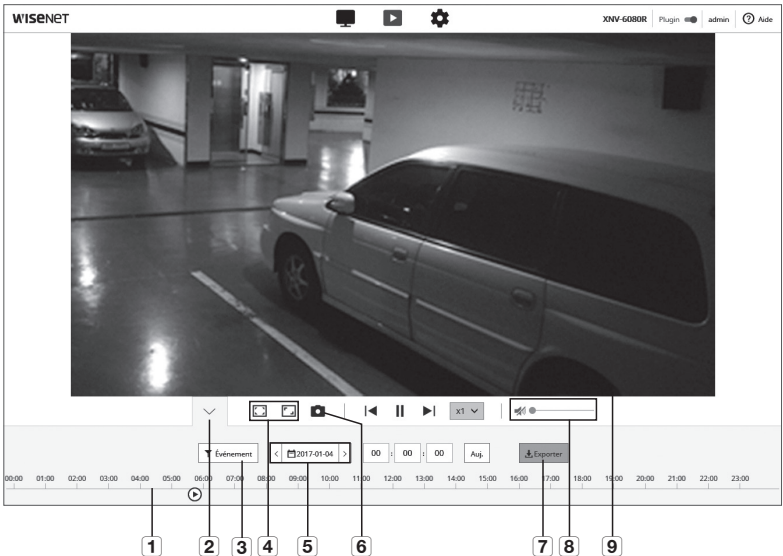 WISENET XNV-6080R Plugin admin ? Aide
x1
Événement < 2017-01-04 > 00 : 00 : 00 Auj. Exporter
00:00 01:00 02:00 03:00 04:00 05:00 06:00 07:00 08:00 09:00 10:00 11:00 12:00 13:00 14:00 15:00 16:00 17:00 18:00 19:00 20:00 21:00 22:00 23:00
1 2 3 4 5 6 7 8 9